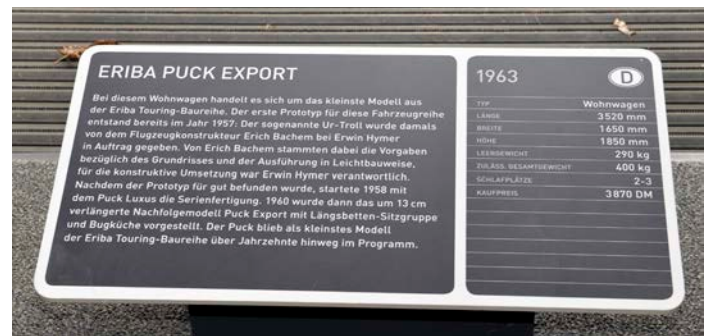 ERIBA PUCK EXPORT
Bei diesem Wohnwagen handelt es sich um das kleinste Modell aus
der Eriba Touring-Baureihe. Der erste Prototyp für diese Fahrzeugreihe
entstand bereits im Jahr 1957: Der sogenannte Ur-Troll wurde damals
von dem Flugzeugkonstrukteur Erich Bachem bei Erwin Hymer
in Auftrag gegeben. Von Erich Bachem stammten dabei die Vorgaben
bezüglich des Grundrisses und der Ausführung in Leichtbauweise,
für die konstruktive Umsetzung war Erwin Hymer verantwortlich.
Nachdem der Prototyp für gut befunden wurde, startete 1958 mit
dem Puck Luxus die Serienfertigung. 1960 wurde dann das um 13 cm
verlängerte Nachfolgemodell Puck Export mit Längsbetten-Sitzgruppe
und Bugküche vorgestellt. Der Puck blieb als kleinstes Modell
der Eriba Touring-Baureihe über Jahrzehnte hinweg im Programm.
1963 D
TYP Wohnwagen
LÄNGE 3520 mm
BREITE 1650 mm
HÖHE 1850 mm
LEERGEWICHT 290 kg
ZULÄSS. GESAMTGEWICHT 400 kg
SCHLAFPLÄTZE 2-3
KAUFPREIS 3870 DM